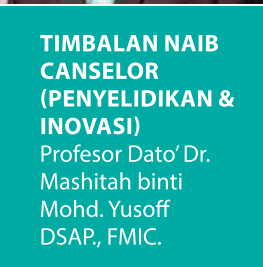 TIMBALAN NAIB
CANSELOR
(PENYELIDIKAN &
INOVASI)
Profesor Dato’ Dr.
Mashitah binti
Mohd. Yusoff
DSAP., FMIC.